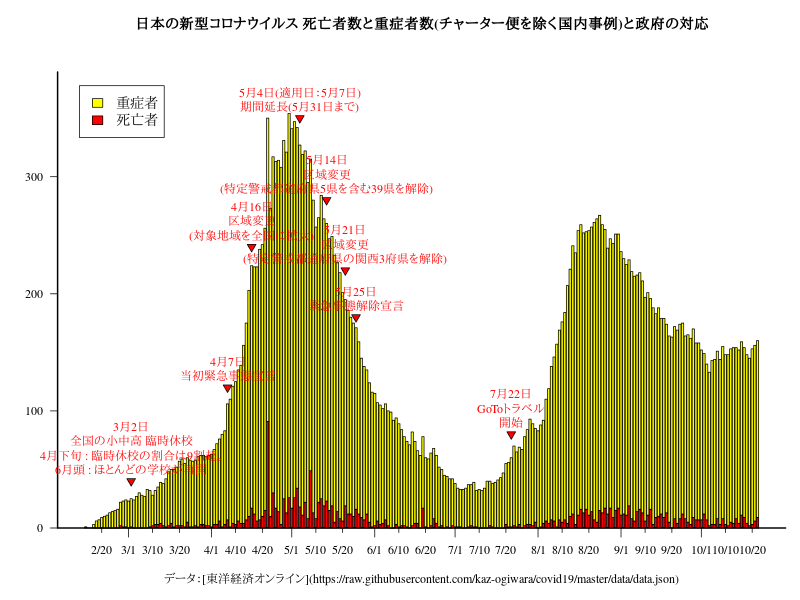 日本の新型コロナウイルス 死亡者数と重症者数(チャーター便を除く国内事例)と政府の対応
重症者
死亡者
5月4日(適用日:5月7日)
期間延長(5月31日まで)
5月14日
区域変更
(特定警戒都道府県5県を含む39県を解除)
4月16日
区域変更
(対象地域を全国に拡大)
5月21日
区域変更
(特定警戒都道府県の関西3府県を解除)
5月25日
緊急事態解除宣言
4月7日
当初緊急事態宣言
7月22日
GoToトラベル
開始
3月2日
全国の小中高 臨時休校
4月下旬 : 臨時休校の割合は9割超
6月頭 : ほとんどの学校が再開
300
200
100
0
2/20 3/1 3/10 3/20 4/1 4/10 4/20 5/1 5/10 5/20 6/1 6/10 6/20 7/1 7/10 7/20 8/1 8/10 8/20 9/1 9/10 9/20 10/1 10/10 10/20
データ : [東洋経済オンライン](https://raw.githubusercontent.com/kaz-ogiwara/covid19/master/data/data.json)